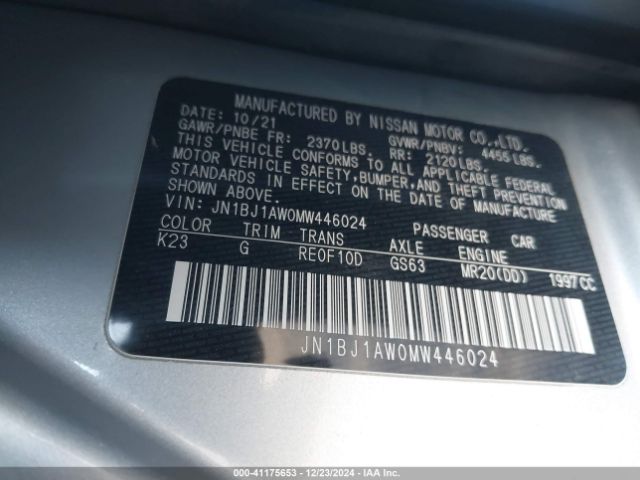 MANUFACTURED BY NISSAN MOTOR CO.,LTD.
DATE: 10/21 GVWR/PNBV: 4455 LBS.
GAWR/PNBE FR: 2370LBS. RR: 2120LBS.
THIS VEHICLE CONFORMS TO ALL APPLICABLE FEDERAL
MOTOR VEHICLE SAFETY,BUMPER,AND THEFT PREVENTION
STANDARDS IN EFFECT ON THE DATE OF MANUFACTURE
SHOWN ABOVE.
VIN: JN1BJ1AW0MW446024 PASSENGER CAR
COLOR TRIM TRANS AXLE ENGINE
K23 G RE0F10D GS63 MR20(DD) 1997CC
JN1BJ1AW0MW446024
000-41175653 - 12/23/2024 - IAA Inc.